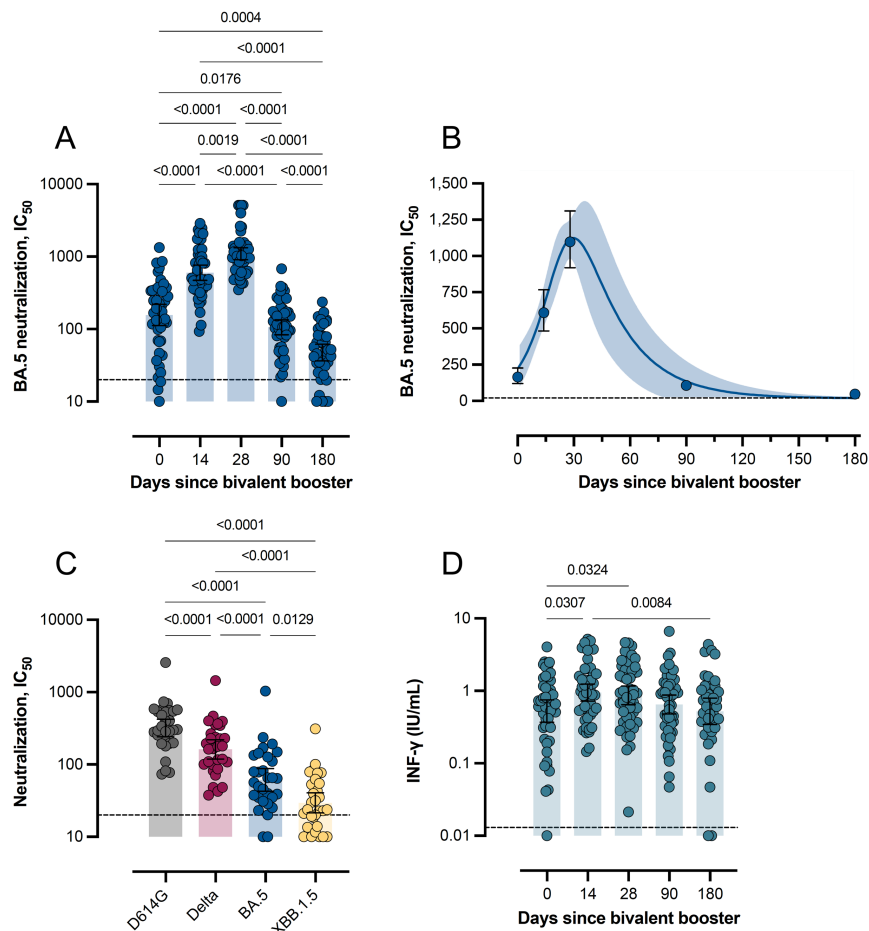 0.0004
<0.0001
0.0176
<0.0001 <0.0001
0.0019 <0.0001
<0.0001 <0.0001 <0.0001
A
BA.5 neutralization, IC50
10000
1000
100
10
0 14 28 90 180
Days since bivalent booster
B
BA.5 neutralization, IC50
1,500
1,250
1,000
750
500
250
0
0 30 60 90 120 150 180
Days since bivalent booster
<0.0001
<0.0001
<0.0001
<0.0001 <0.0001 0.0129
C
Neutralization, IC50
10000
1000
100
10
D614G Delta BA.5 XBB.1.5
D
0.0324
0.0307 0.0084
INF-γ (IU/mL)
10
1
0.1
0.01
0 14 28 90 180
Days since bivalent booster